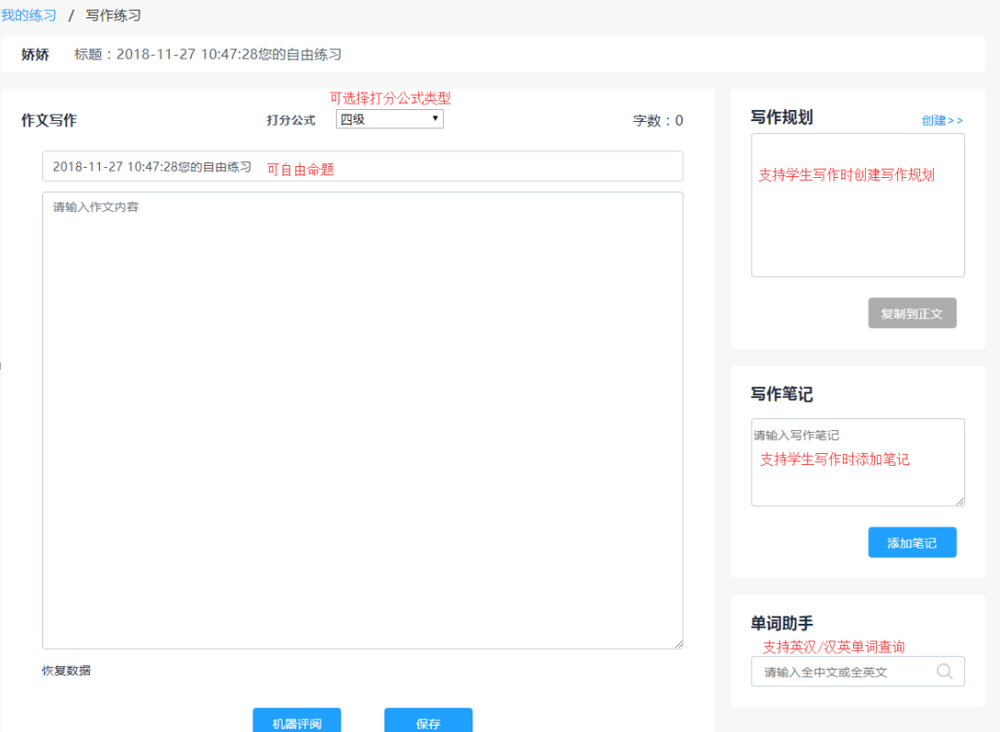 我的练习 / 写作练习
娇娇 标题：2018-11-27 10:47:28您的自由练习
可选择打分公式类型
作文写作 打分公式 四级 字数：0
2018-11-27 10:47:28您的自由练习 可自由命题
请输入作文内容
恢复数据
机器评阅 保存
写作规划 创建>>
支持学生写作时创建写作规划
复制到正文
写作笔记
请输入写作笔记
支持学生写作时添加笔记
添加笔记
单词助手
支持英汉/汉英单词查询
请输入全中文或全英文